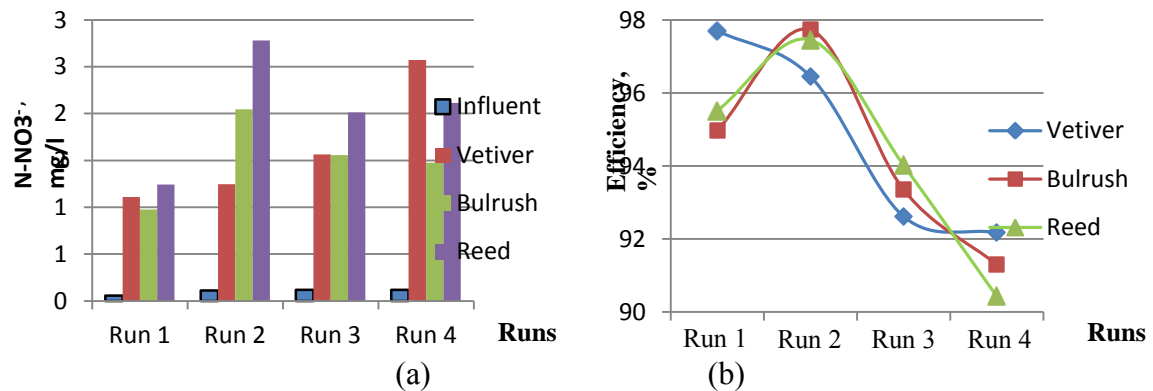 3
3
2
2
1
1
0
N-NO3-,
mg/l
Run 1
Run 2
Run 3
Run 4
Runs
Influent
Vetiver
Bulrush
Reed
(a)
98
96
94
92
90
Efficiency,
%
Run 1
Run 2
Run 3
Run 4
Runs
Vetiver
Bulrush
Reed
(b)